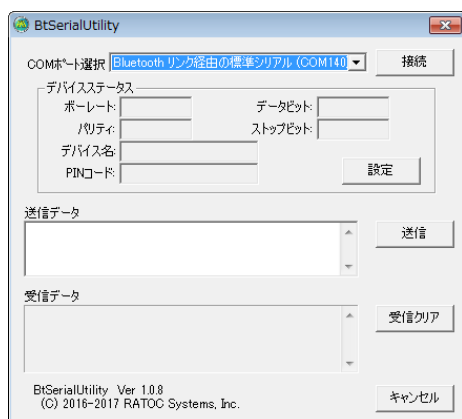 BtSerialUtility
COMポート選択 Bluetooth リンク経由の標準シリアル (COM140 接続
デバイスステータス
ボーレート: データビット:
パリティ: ストップビット:
デバイス名:
PINコード: 設定
送信データ
送信
受信データ
受信クリア
BtSerialUtility Ver 1.0.8
(C) 2016-2017 RATOC Systems, Inc.
キャンセル